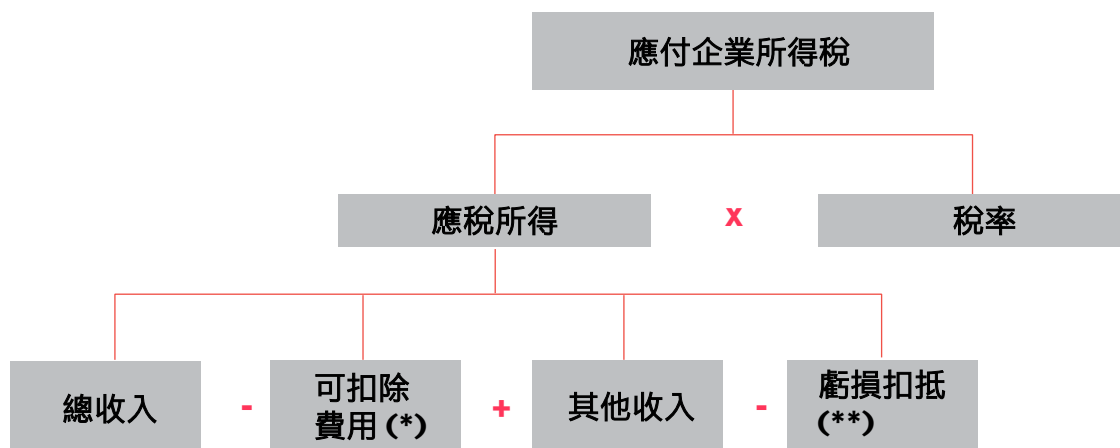 應付企業所得稅
應稅所得
x
稅率
總收入
-
可扣除
費用 (*)
+
其他收入
-
虧損扣抵
(**)